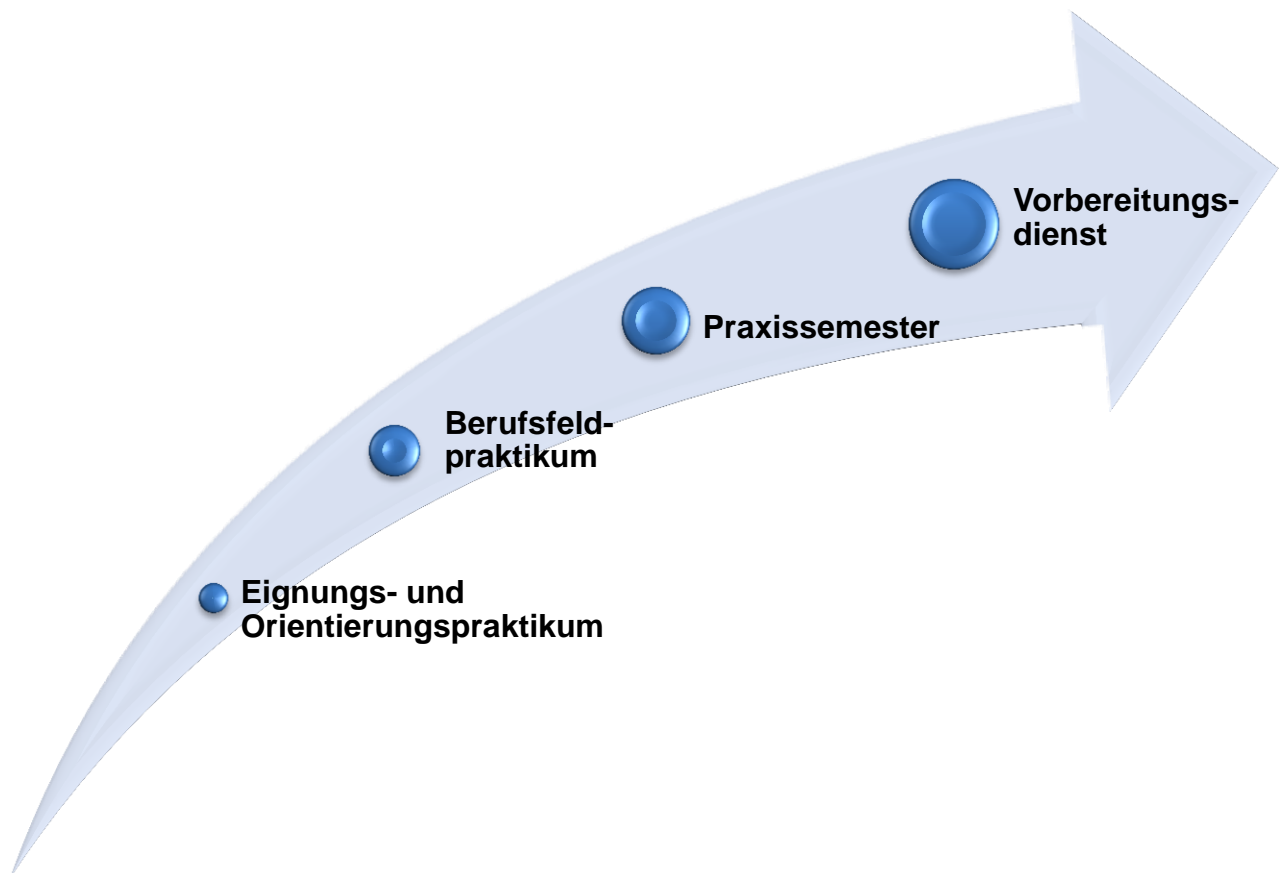 Vorbereitungs-
dienst
Praxissemester
Berufsfeld-
praktikum
Eignungs- und
Orientierungspraktikum